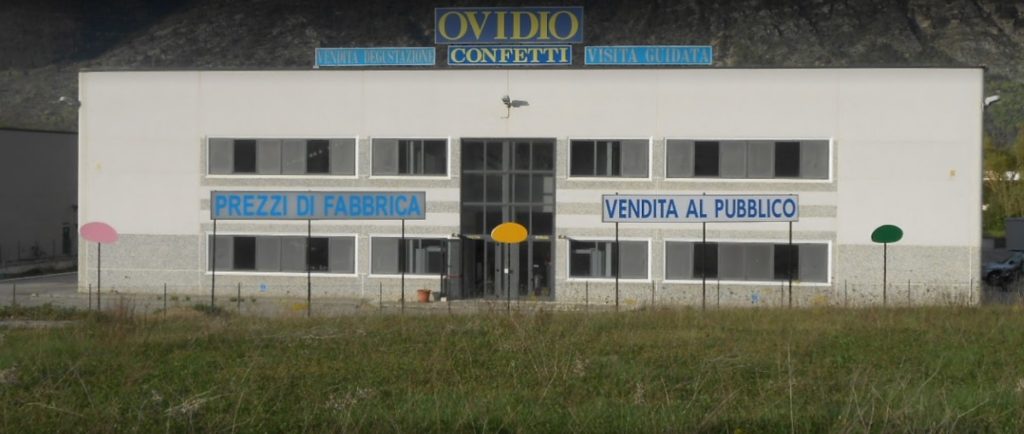 OVIDIO
VENDITA DEGUSTAZIONE CONFETTI VISITA GUIDATA
PREZZI DI FABBRICA
VENDITA AL PUBBLICO